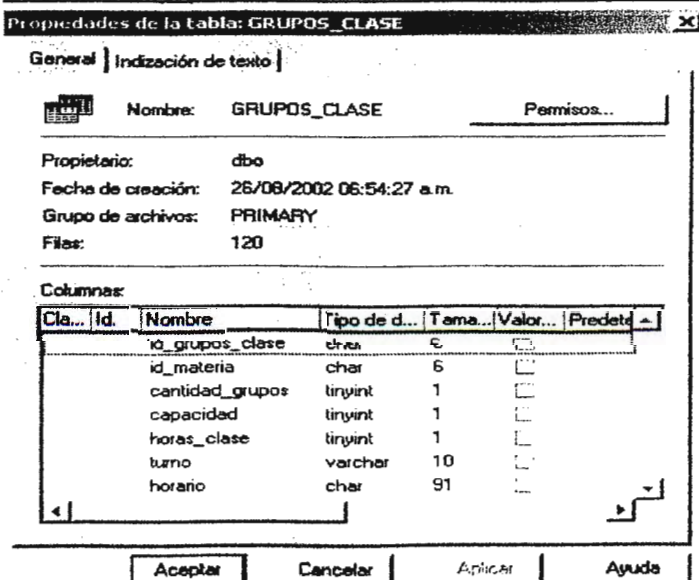 Propiedades de la tabla: GRUPOS_CLASE
General Indización de texto
Nombre: GRUPOS_CLASE Permisos...
Propietario: dbo
Fecha de creación: 26/08/2002 06:54:27 a.m.
Grupo de archivos: PRIMARY
Filas: 120
Columnas:
Cla... Id. Nombre Tipo de d... Tama... Valor... Predete
id_grupos_clase char
id_materia char 6
cantidad_grupos tinyint 1
capacidad tinyint 1
horas_clase tinyint 1
turno varchar 10
horario char 91
Aceptar Cancelar Aplicar Ayuda